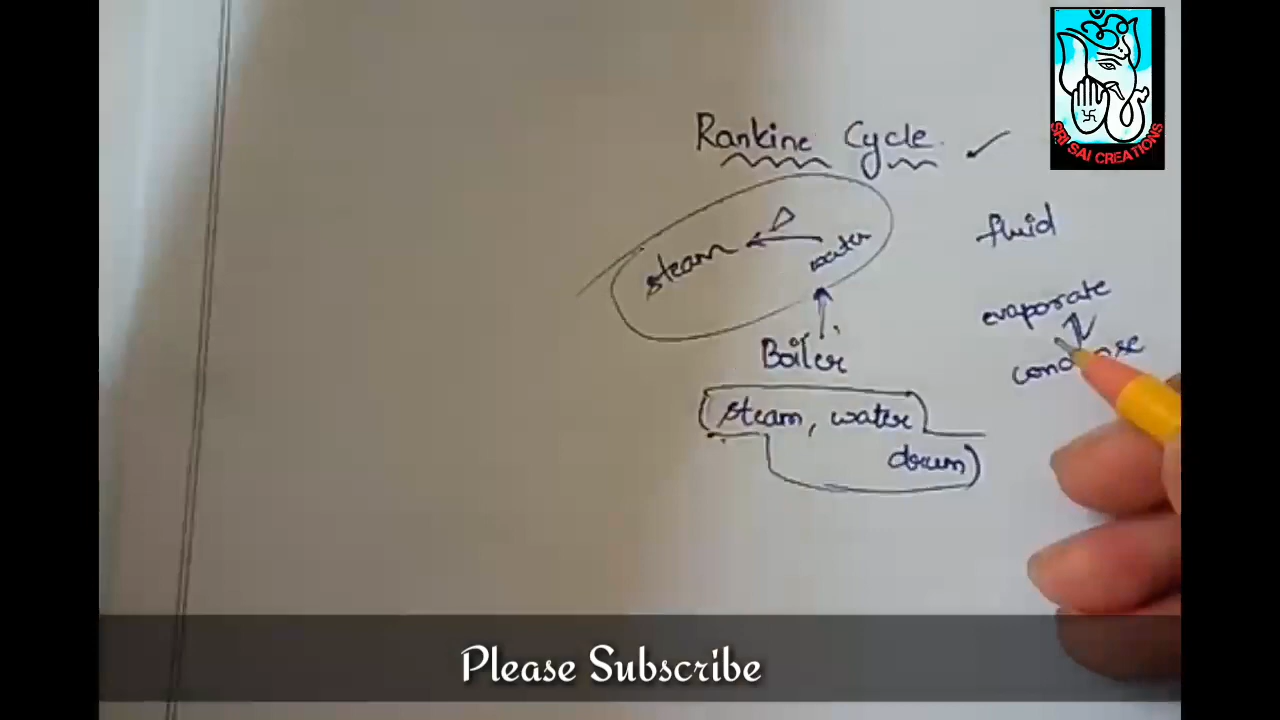 Rankine Cycle.
SRI SAI CREATIONS
steam
water
fluid
evaporate
condense
Boiler
steam, water
drum
Please Subscribe